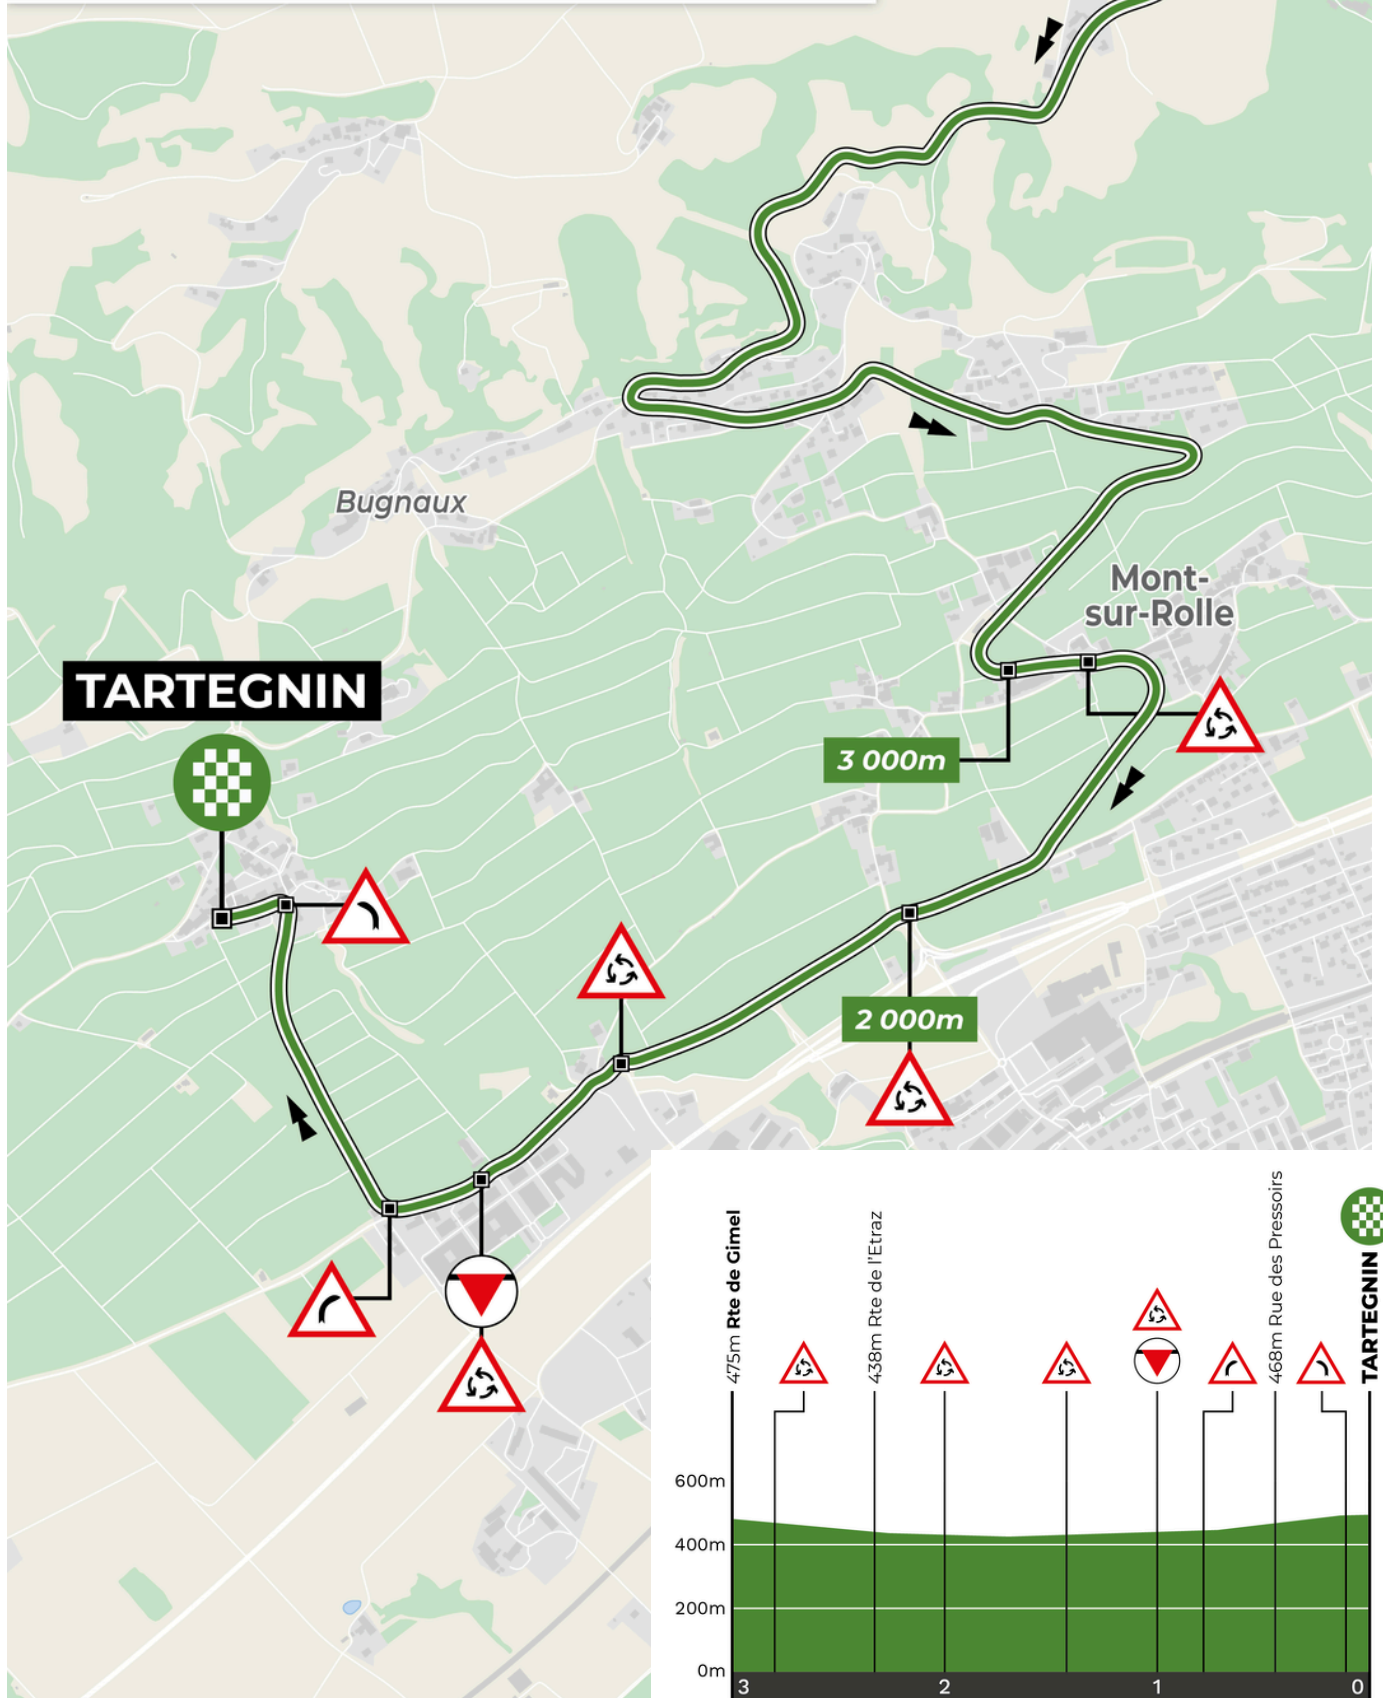 Bugnaux
Mont-
sur-Rolle
TARTEGNIN
3 000m
2 000m
475m Rte de Gimel
438m Rte de l'Etraz
468m Rue des Pressoirs
TARTEGNIN
600m
400m
200m
0m
3
2
1
0